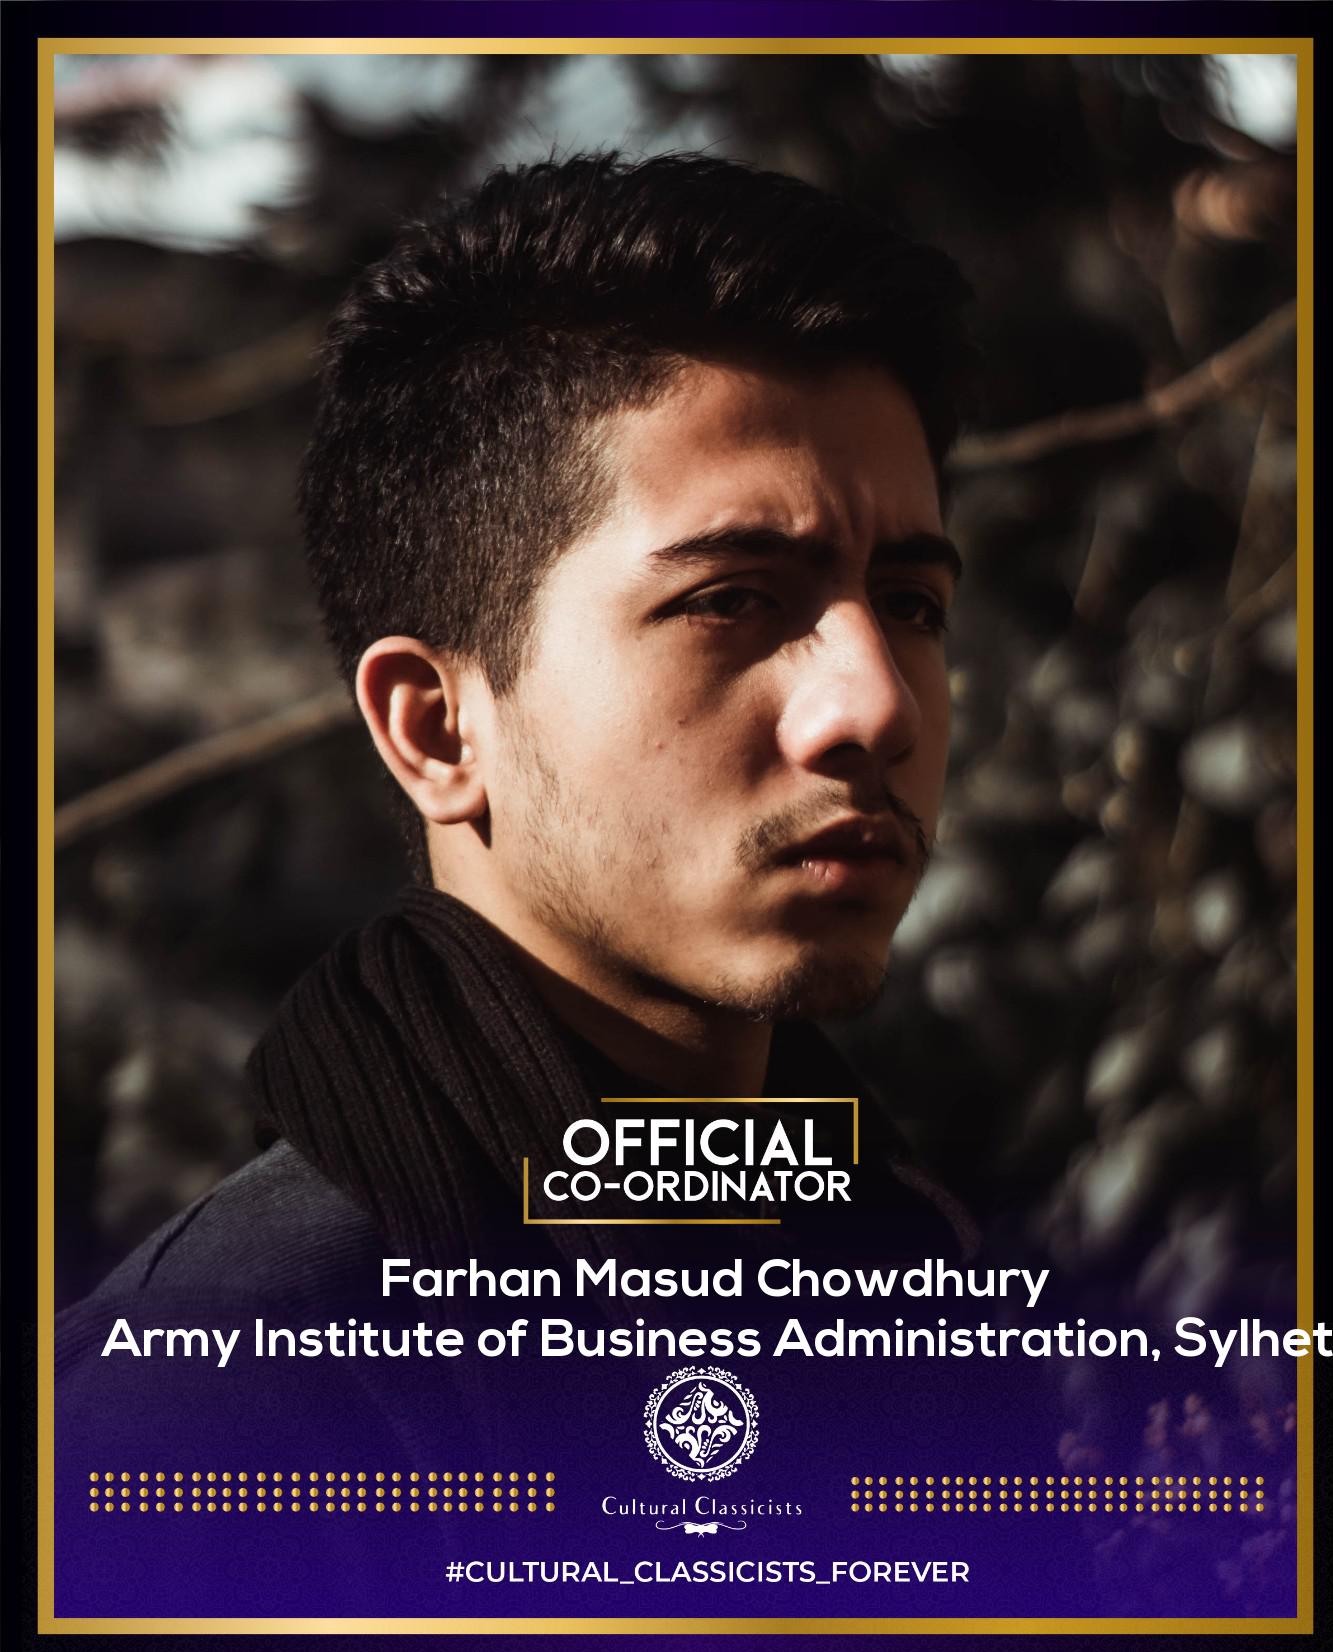 OFFICIAL
CO-ORDINATOR
Farhan Masud Chowdhury
Army Institute of Business Administration, Sylhet
Cultural Classicists
#CULTURAL_CLASSICISTS_FOREVER